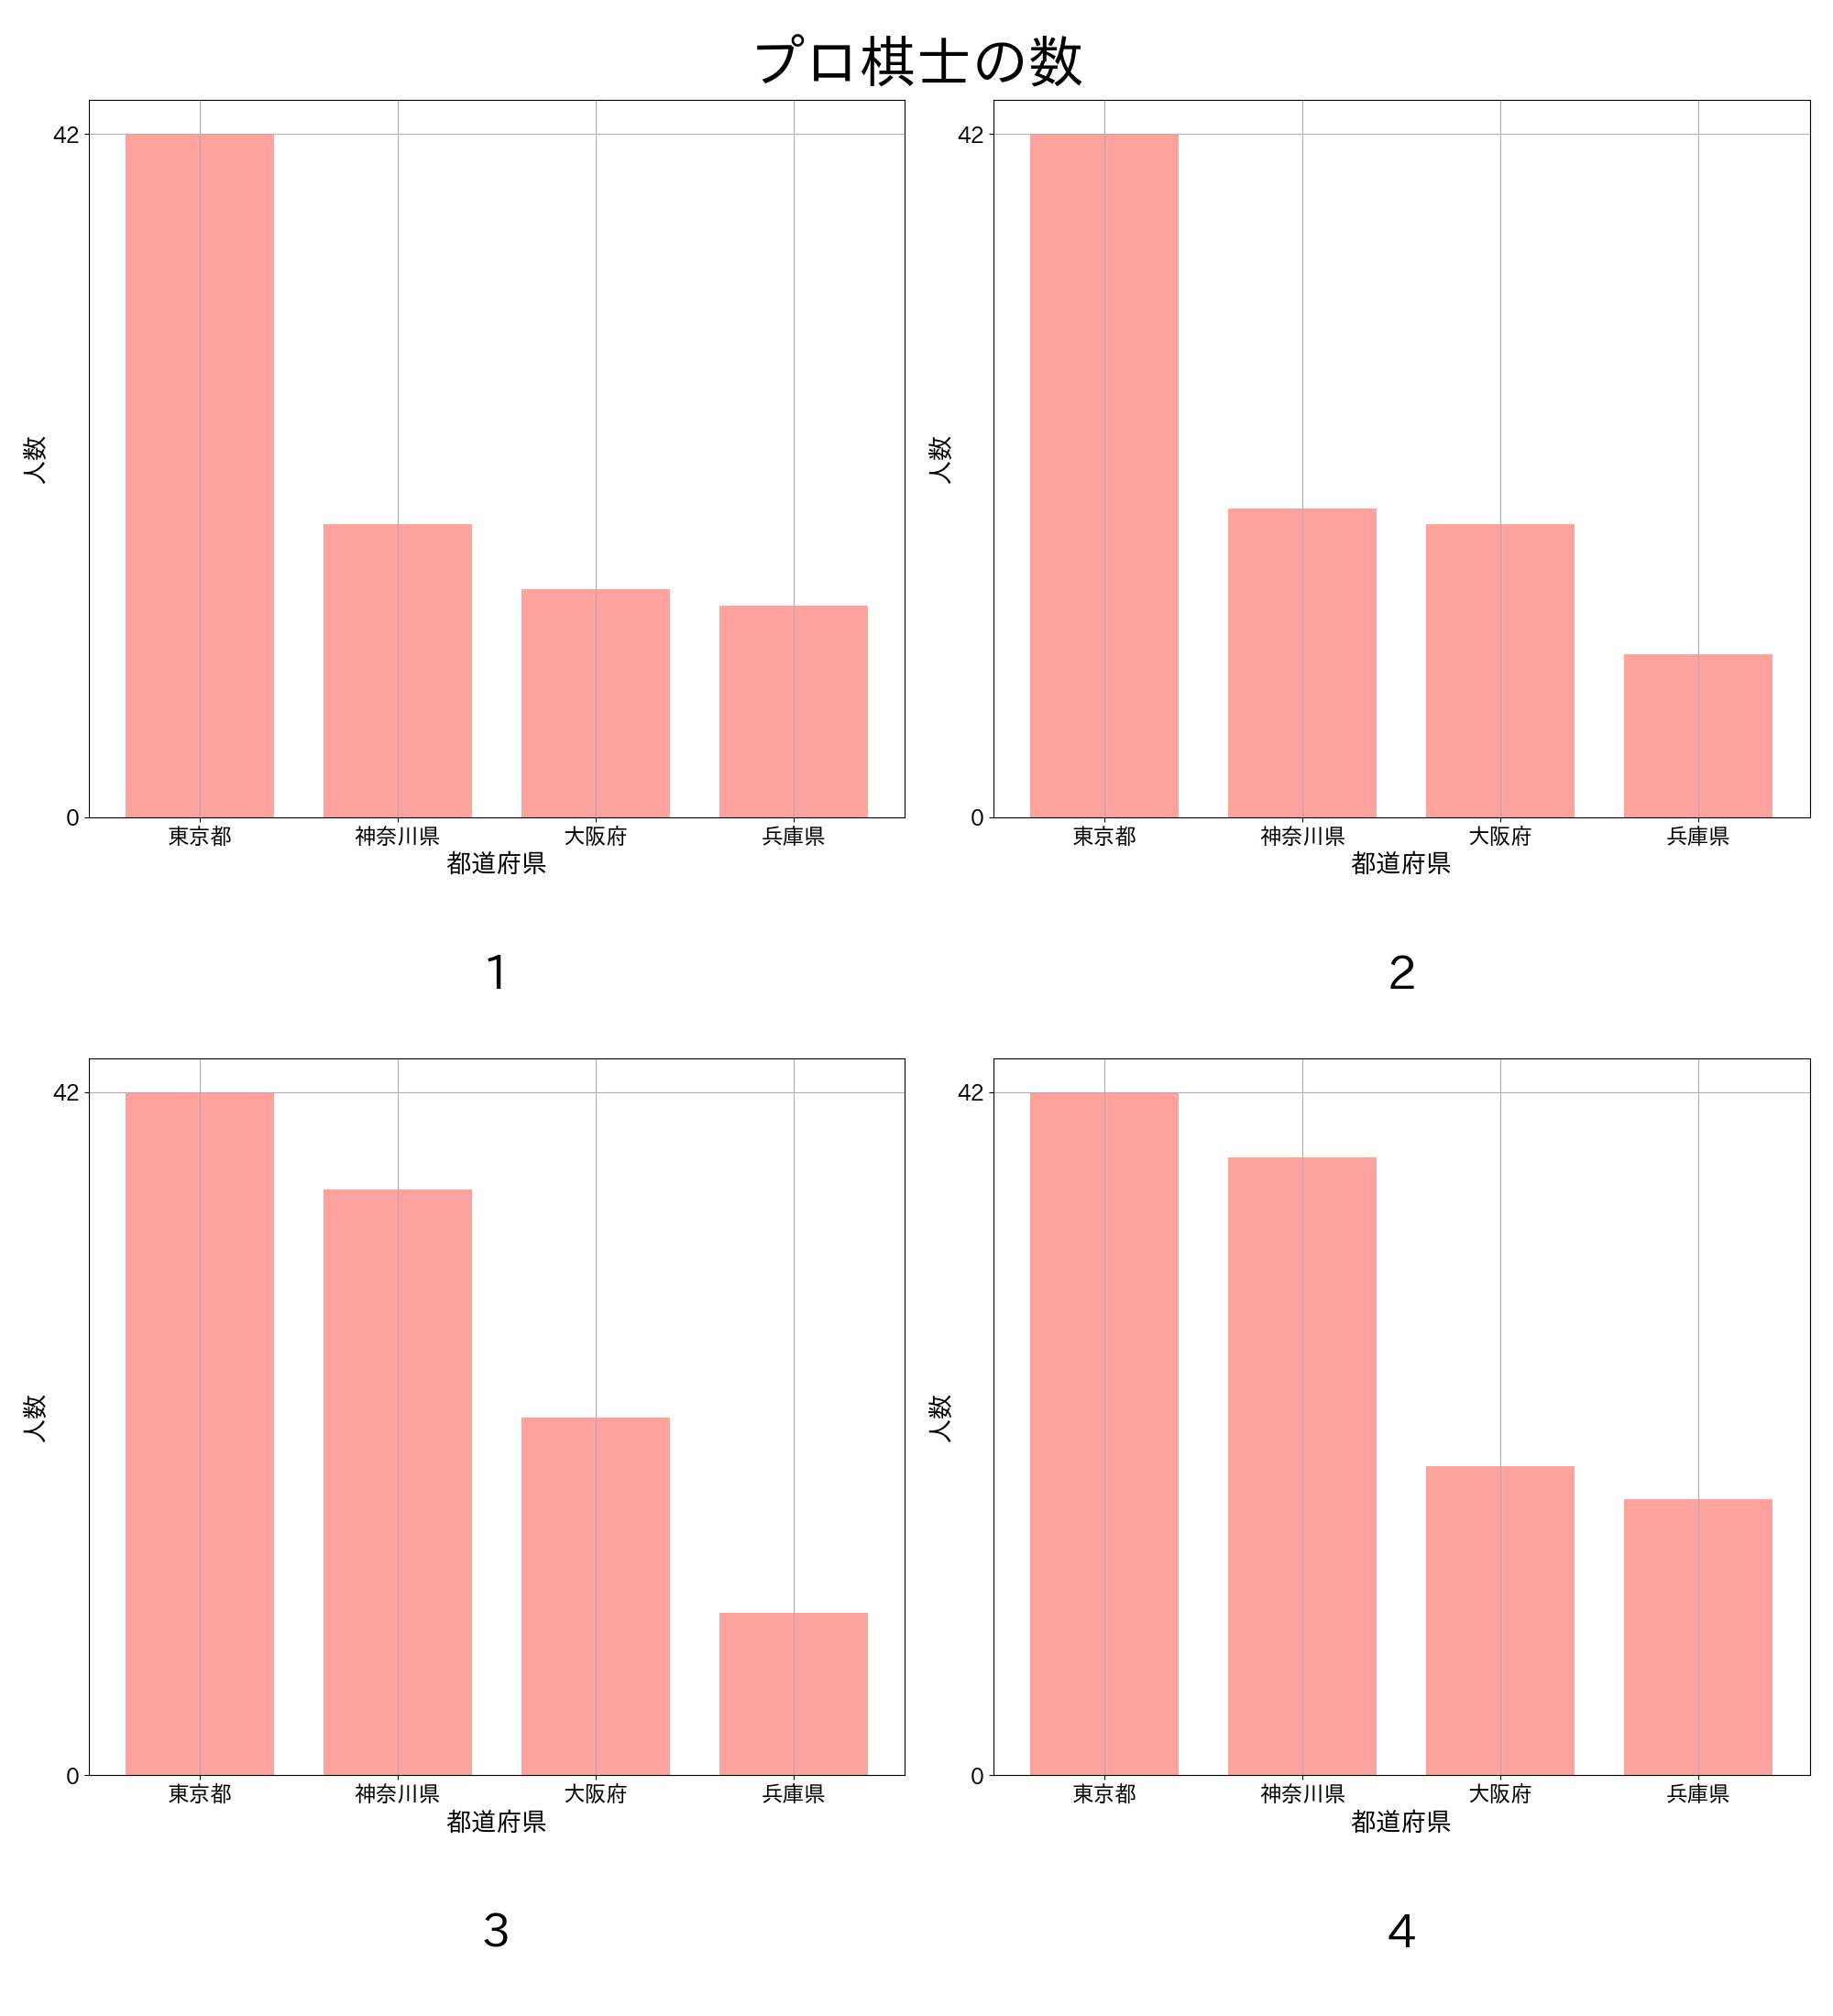 プロ棋士の数
42
0
人数
東京都 神奈川県 大阪府 兵庫県
都道府県
1
42
0
人数
東京都 神奈川県 大阪府 兵庫県
都道府県
2
42
0
人数
東京都 神奈川県 大阪府 兵庫県
都道府県
3
42
0
人数
東京都 神奈川県 大阪府 兵庫県
都道府県
4